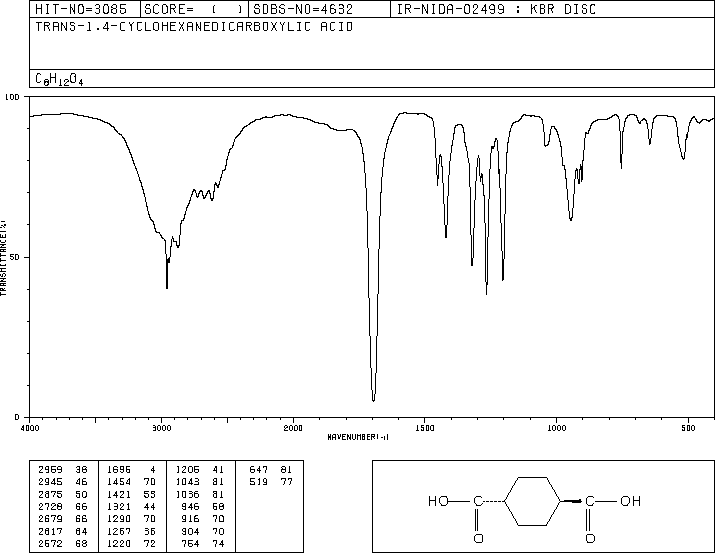 HIT-NO=3085 SCORE= ( ) SDBS-NO=4632 IR-NIDA-02499 : KBR DISC
TRANS-1,4-CYCLOHEXANEDICARBOXYLIC ACID
C8H12O4
100
50
0
TRANSMITTANCE(%)
4000 3000 2000 1500 1000 500
WAVENUMBER(-1)
2959 38 1695 4 1205 41 647 81
2945 46 1454 70 1043 81 519 77
2875 50 1421 53 1036 81
2728 66 1321 44 946 58
2679 66 1290 70 916 70
2617 64 1267 36 904 70
2572 68 1220 72 754 74
HO C C OH
O O